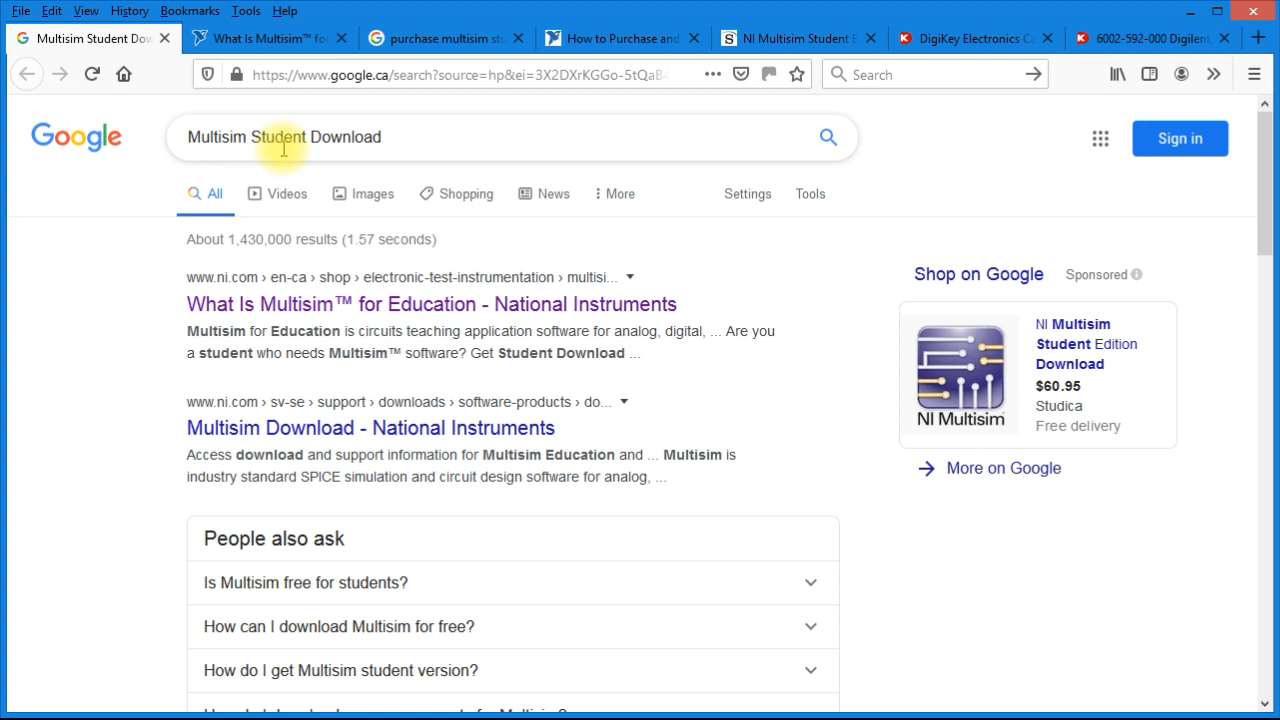 File Edit View History Bookmarks Tools Help
Multisim Student Dow
What Is Multisim™ fo
purchase multisim stu
How to Purchase and
NI Multisim Student E
DigiKey Electronics Ca
6002-592-000 Digilent
https://www.google.ca/search?source=hp&ei=3X2DXrKGGo-5tQaB4
Search
Google
Multisim Student Download
Sign in
All Videos Images Shopping News More Settings Tools
About 1,430,000 results (1.57 seconds)
www.ni.com › en-ca › shop › electronic-test-instrumentation › multisi...
What Is Multisim™ for Education - National Instruments
Multisim for Education is circuits teaching application software for analog, digital, ... Are you
a student who needs Multisim™ software? Get Student Download ...
www.ni.com › sv-se › support › downloads › software-products › do...
Multisim Download - National Instruments
Access download and support information for Multisim Education and ... Multisim is
industry standard SPICE simulation and circuit design software for analog, ...
People also ask
Is Multisim free for students?
How can I download Multisim for free?
How do I get Multisim student version?
Shop on Google Sponsored
NI Multisim
NI Multisim
Student Edition
Download
$60.95
Studica
Free delivery
More on Google